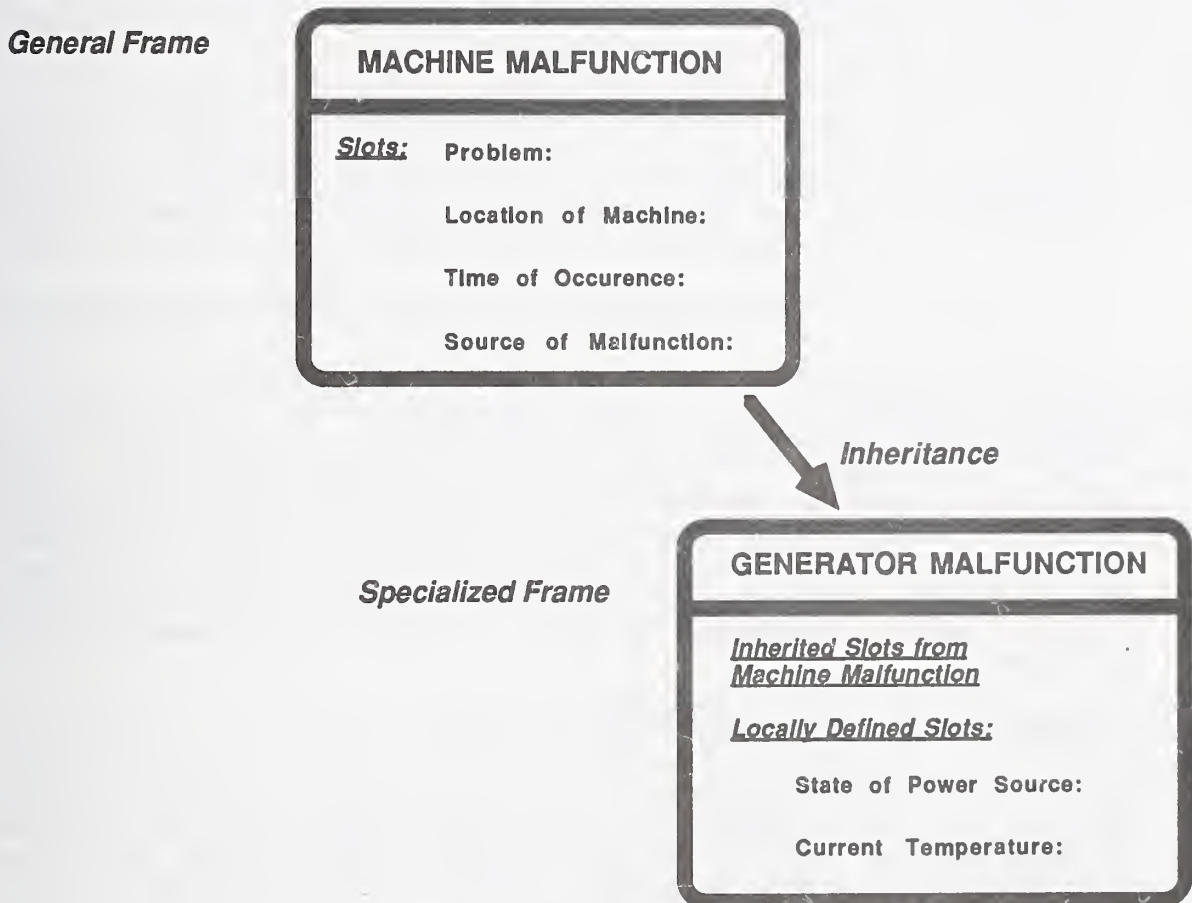 General Frame
MACHINE MALFUNCTION
Slots: Problem:
Location of Machine:
Time of Occurence:
Source of Malfunction:
Inheritance
Specialized Frame
GENERATOR MALFUNCTION
Inherited Slots from
Machine Malfunction
Locally Defined Slots:
State of Power Source:
Current Temperature: